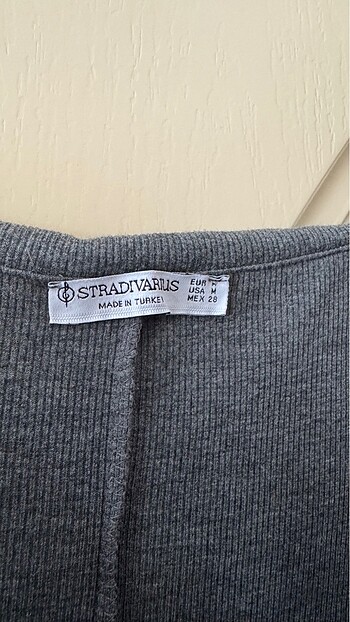 STRADIVARIUS
MADE IN TURKEY
EUR M
USA M
MEX 28